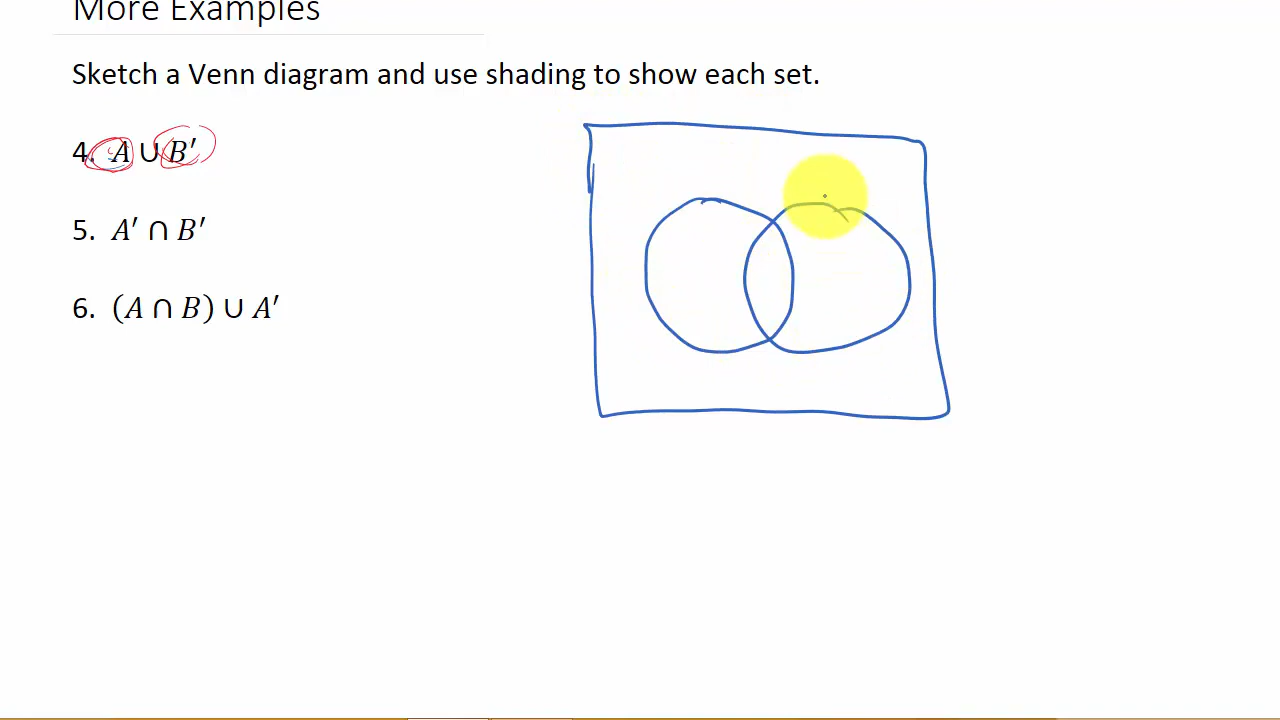 More Examples
Sketch a Venn diagram and use shading to show each set.
4. A ∪ B′
5. A′ ∩ B′
6. (A ∩ B) ∪ A′